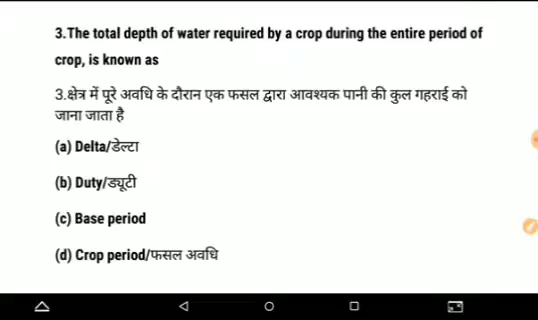 3.The total depth of water required by a crop during the entire period of
crop, is known as
3.क्षेत्र में पूरे अवधि के दौरान एक फसल द्वारा आवश्यक पानी की कुल गहराई को
जाना जाता है
(a) Delta/डेल्टा
(b) Duty/ड्यूटी
(c) Base period
(d) Crop period/फसल अवधि